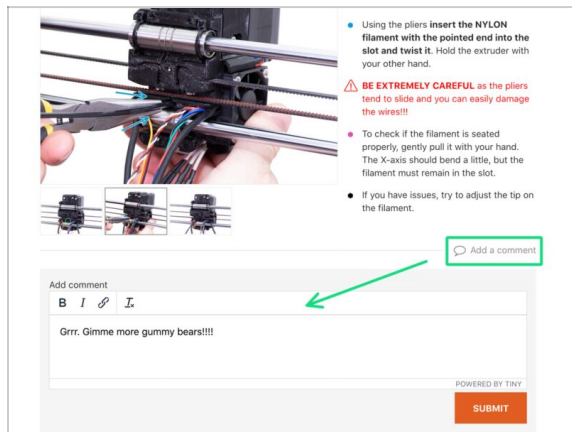 Using the pliers insert the NYLON
filament with the pointed end into the
slot and twist it. Hold the extruder with
your other hand.
BE EXTREMELY CAREFUL as the pliers
tend to slide and you can easily damage
the wires!!!
To check if the filament is seated
properly, gently pull it with your hand.
The X-axis should bend a little, but the
filament must remain in the slot.
If you have issues, try to adjust the tip on
the filament.
Add a comment
Add comment
B I Tx
Grrr. Gimme more gummy bears!!!!
POWERED BY TINY
SUBMIT